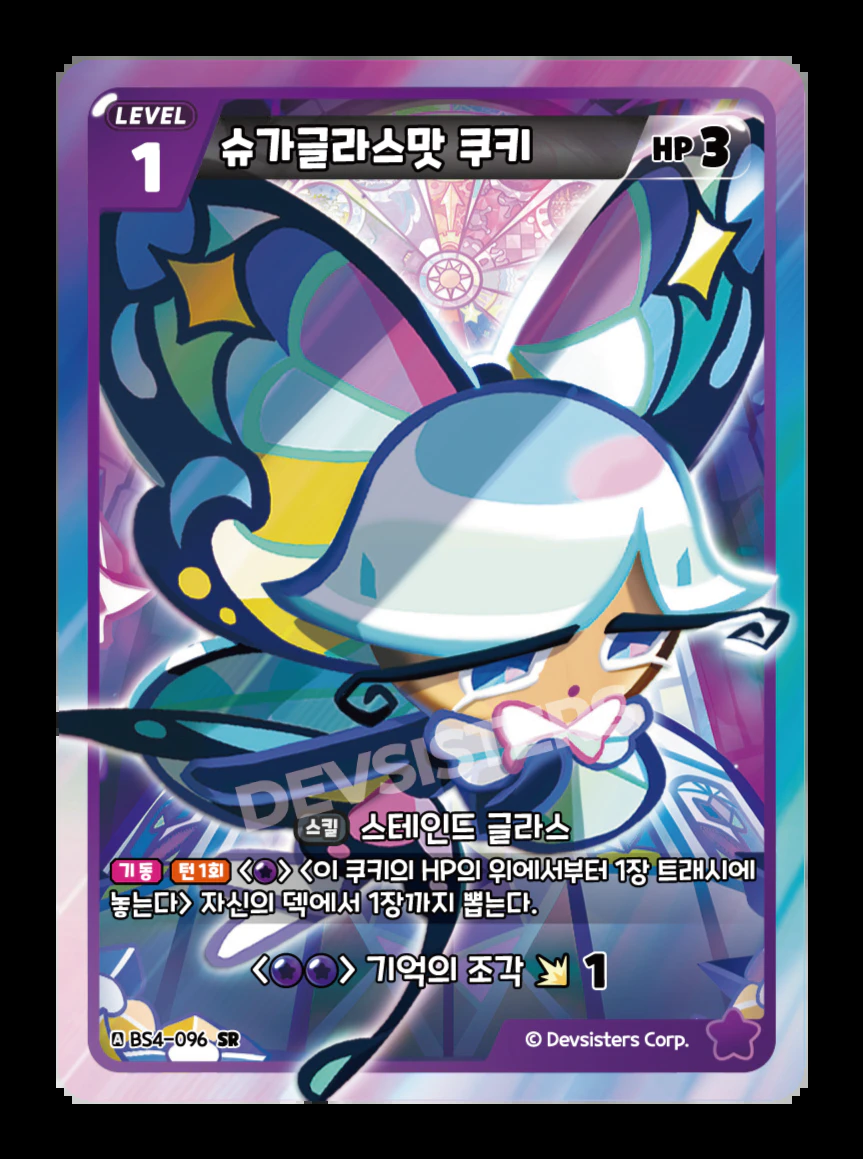 LEVEL
1
슈가글라스맛 쿠키
HP 3
DEVSISTERS
스킬 스테인드 글라스
기동 턴1회 <> <이 쿠키의 HP의 위에서부터 1장 트래시에
놓는다> 자신의 덱에서 1장까지 뽑는다.
<> 기억의 조각 1
A BS4-096 SR
© Devsisters Corp.